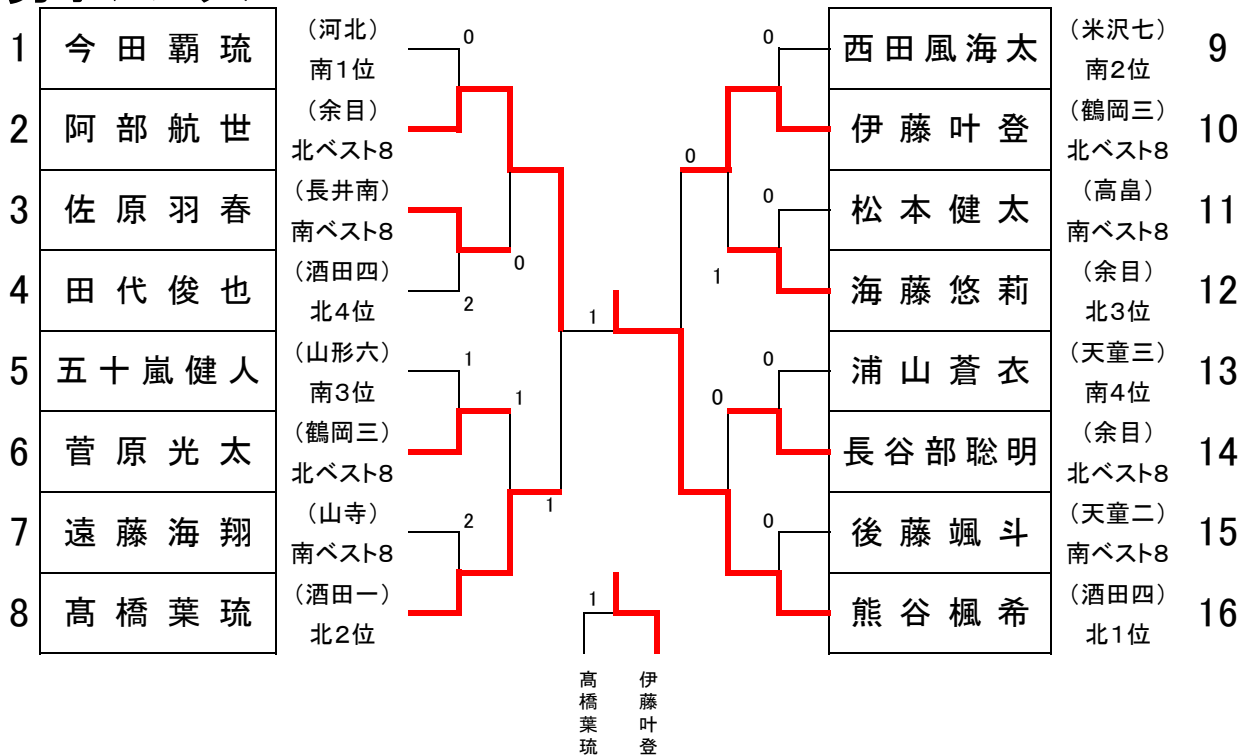 1 今田覇琉 （河北） 南1位 0
2 阿部航世 （余目） 北ベスト8
3 佐原羽春 （長井南） 南ベスト8 0
4 田代俊也 （酒田四） 北4位 2
5 五十嵐健人 （山形六） 南3位 1
6 菅原光太 （鶴岡三） 北ベスト8 1
7 遠藤海翔 （山寺） 南ベスト8 2
8 髙橋葉琉 （酒田一） 北2位 1
1
0 西田風海太 （米沢七） 南2位 9
伊藤叶登 （鶴岡三） 北ベスト8 10
0
0 松本健太 （高畠） 南ベスト8 11
1 海藤悠莉 （余目） 北3位 12
0 浦山蒼衣 （天童三） 南4位 13
0 長谷部聡明 （余目） 北ベスト8 14
0 後藤颯斗 （天童二） 南ベスト8 15
熊谷楓希 （酒田四） 北1位 16
1
髙橋葉琉
伊藤叶登